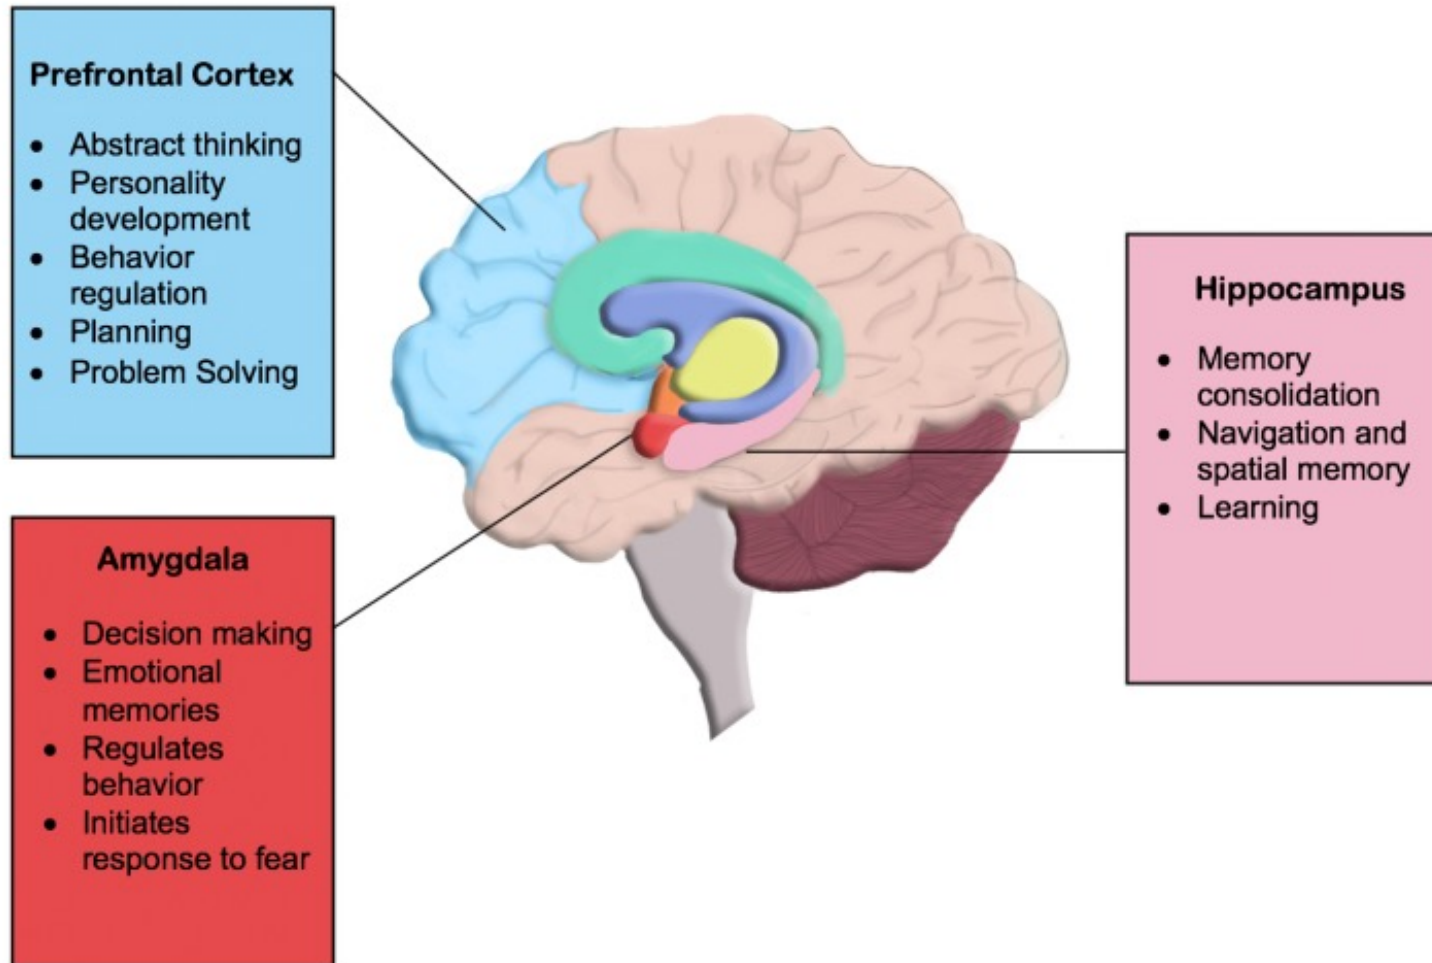 Prefrontal Cortex
• Abstract thinking
• Personality
development
• Behavior
regulation
• Planning
• Problem Solving
Amygdala
• Decision making
• Emotional
memories
• Regulates
behavior
• Initiates
response to fear
Hippocampus
• Memory
consolidation
• Navigation and
spatial memory
• Learning